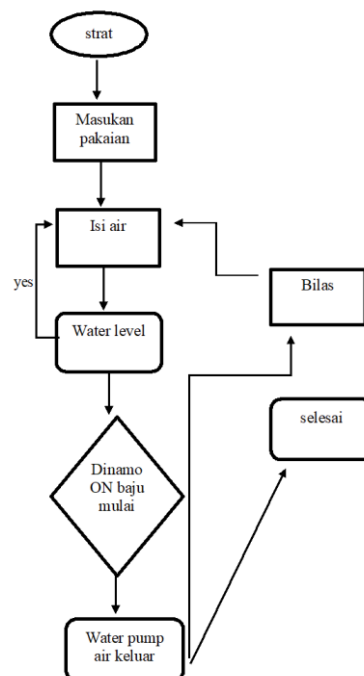 strat
Masukan
pakaian
Isi air
yes
Bilas
Water level
selesai
Dinamo
ON baju
mulai
Water pump
air keluar